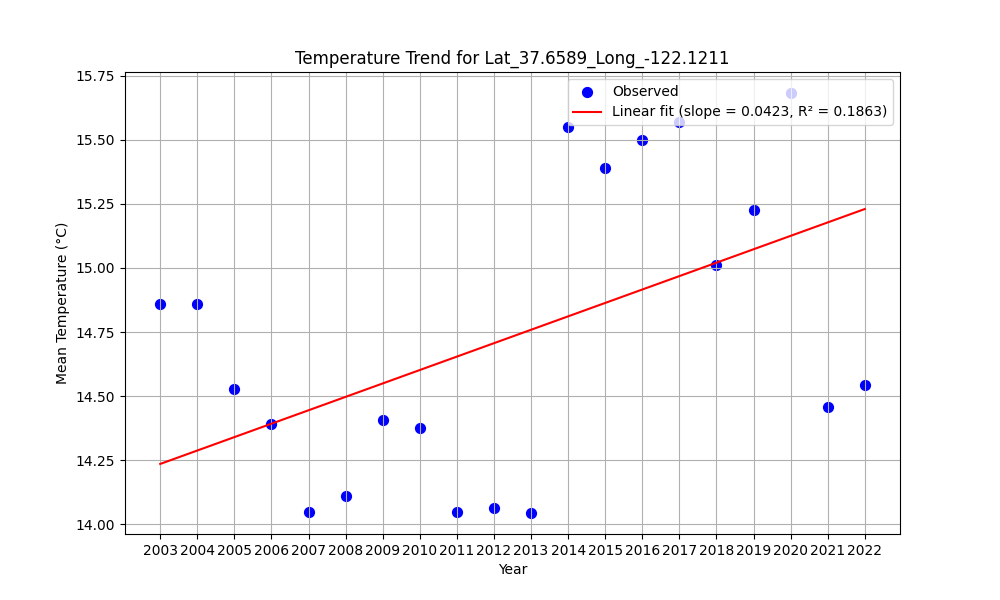 Temperature Trend for Lat_37.6589_Long_-122.1211
Observed
Linear fit (slope = 0.0423, R² = 0.1863)
Mean Temperature (°C)
15.75
15.50
15.25
15.00
14.75
14.50
14.25
14.00
2003 2004 2005 2006 2007 2008 2009 2010 2011 2012 2013 2014 2015 2016 2017 2018 2019 2020 2021 2022
Year